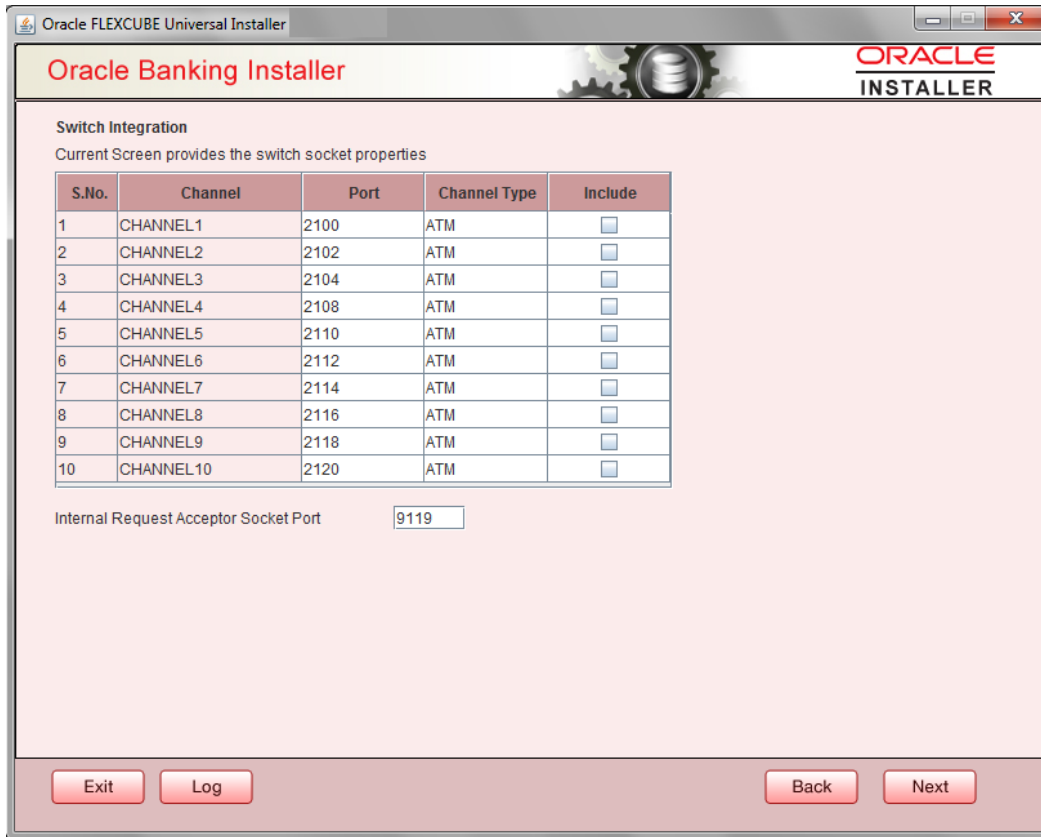 Oracle FLEXCUBE Universal Installer
Oracle Banking Installer
ORACLE
INSTALLER
Switch Integration
Current Screen provides the switch socket properties
S.No. Channel Port Channel Type Include
1 CHANNEL1 2100 ATM
2 CHANNEL2 2102 ATM
3 CHANNEL3 2104 ATM
4 CHANNEL4 2108 ATM
5 CHANNEL5 2110 ATM
6 CHANNEL6 2112 ATM
7 CHANNEL7 2114 ATM
8 CHANNEL8 2116 ATM
9 CHANNEL9 2118 ATM
10 CHANNEL10 2120 ATM
Internal Request Acceptor Socket Port 9119
Exit Log Back Next